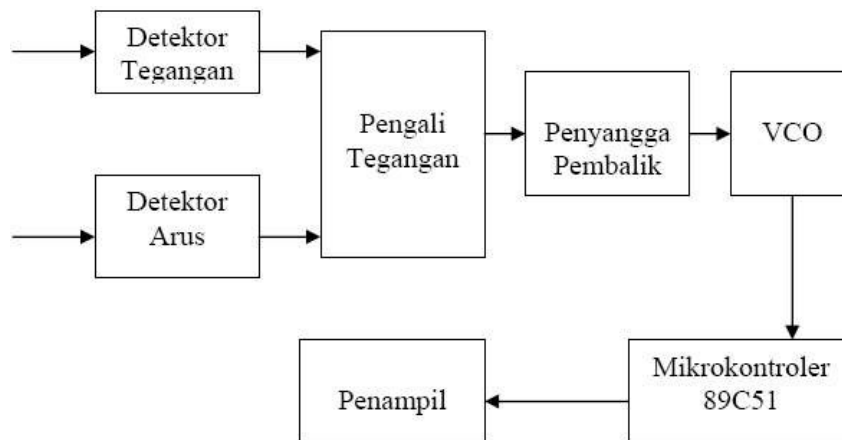 Detektor
Tegangan
Pengali
Tegangan
Penyangga
Pembalik
VCO
Detektor
Arus
Mikrokontroler
89C51
Penampil